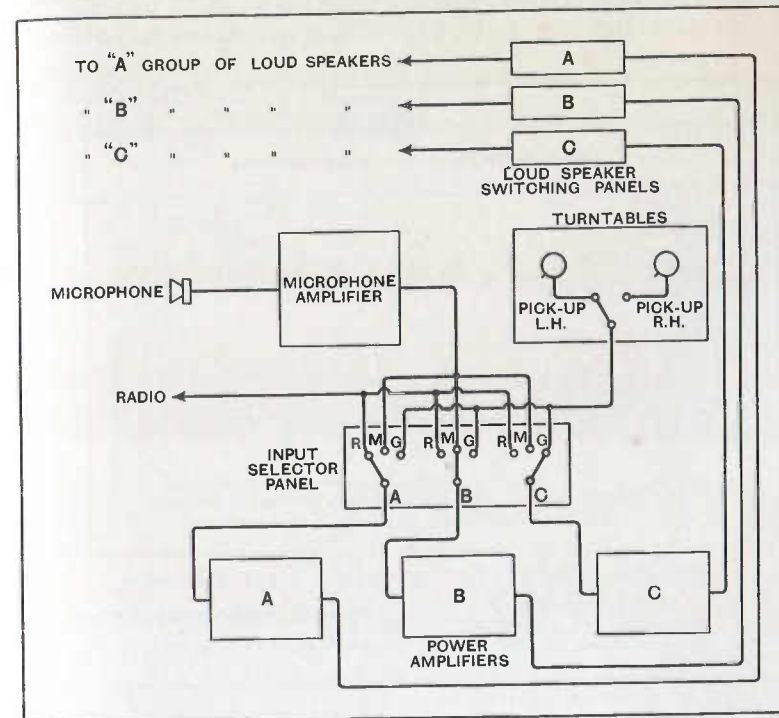 TO "A" GROUP OF LOUD SPEAKERS
" "B" " " " "
" "C" " " " "
A
B
C
LOUD SPEAKER
SWITCHING PANELS
TURNTABLES
PICK-UP
L.H.
PICK-UP
R.H.
MICROPHONE
MICROPHONE
AMPLIFIER
RADIO
INPUT
SELECTOR
PANEL
R M G R M G R M G
A B C
A
B
C
POWER
AMPLIFIERS